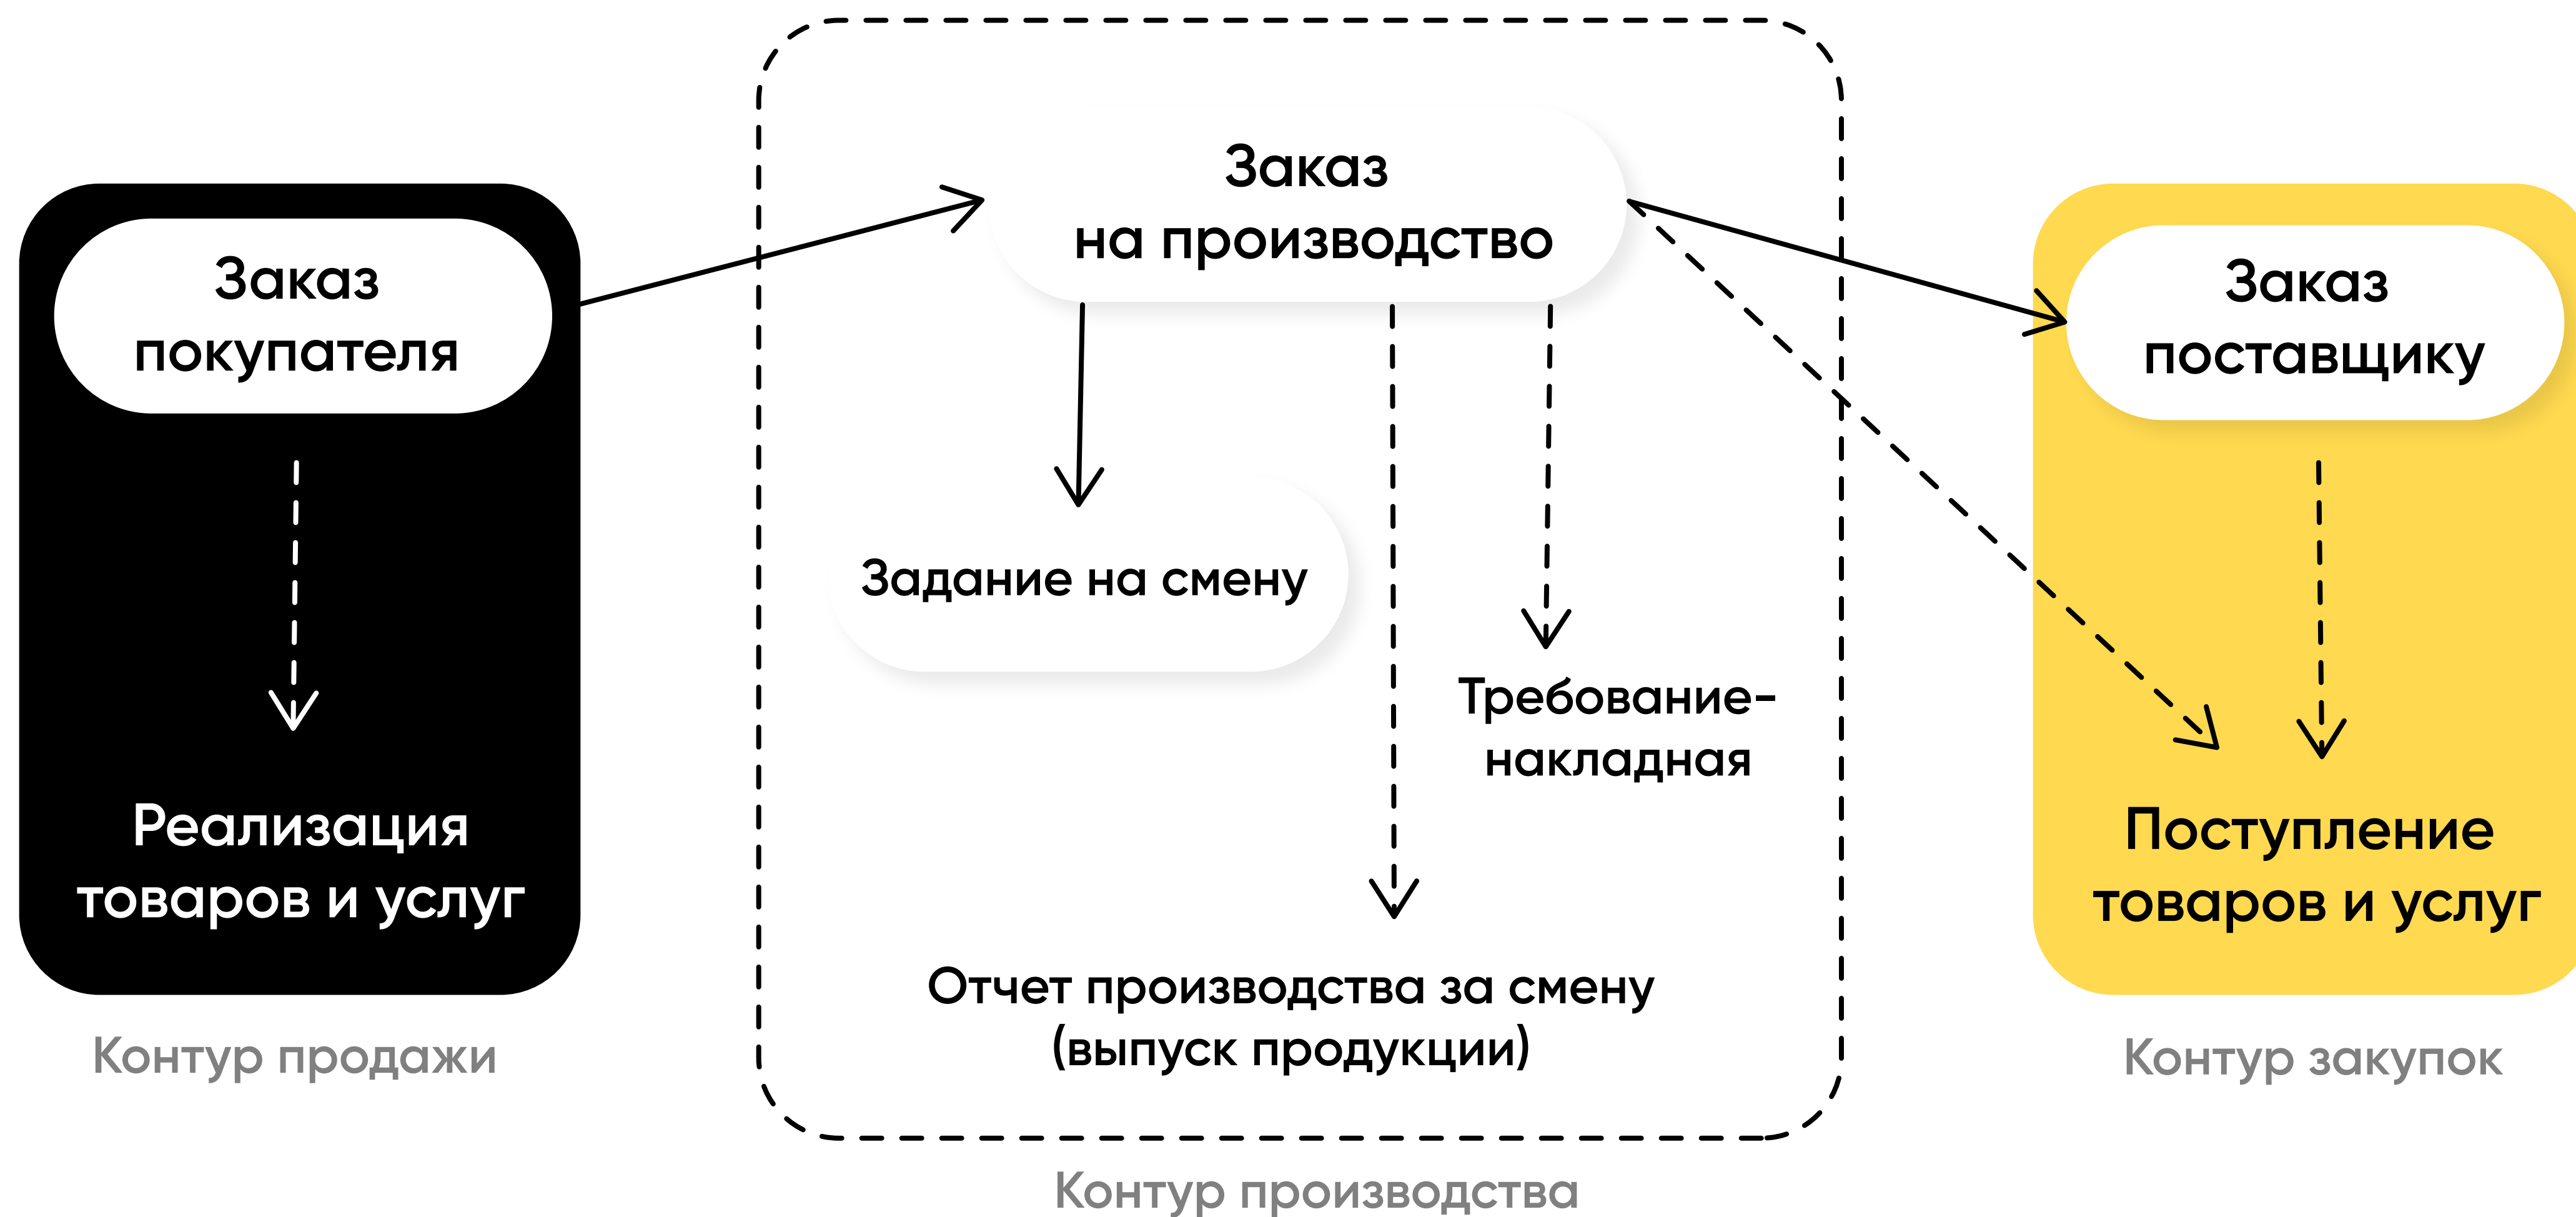 Заказ
покупателя
Реализация
товаров и услуг
Контур продажи
Заказ
на производство
Задание на смену
Требование-
накладная
Отчет производства за смену
(выпуск продукции)
Контур производства
Заказ
поставщику
Поступление
товаров и услуг
Контур закупок